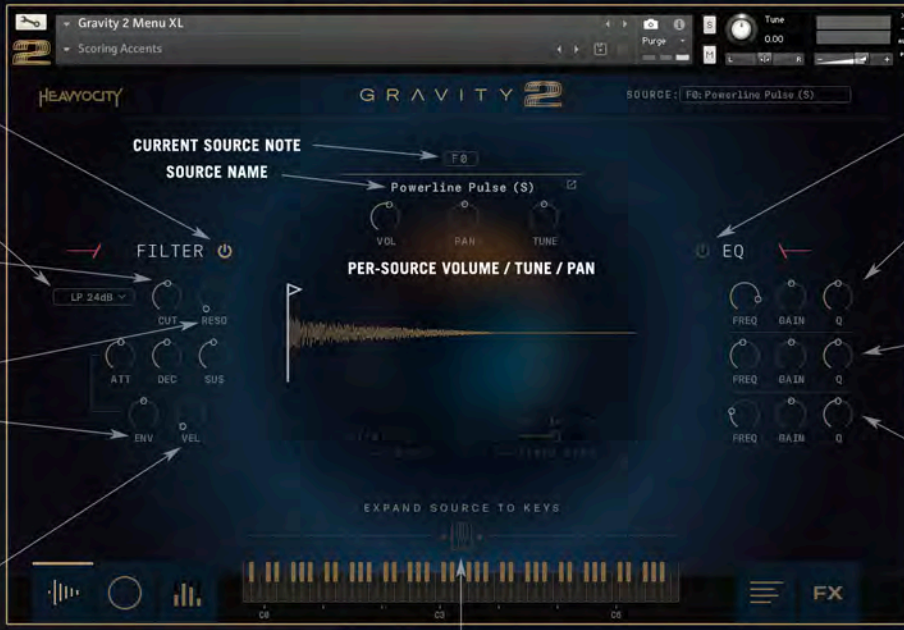 Gravity 2 Menu XL
Scoring Accents
Purge
S
M
Tune
0.00
L
R
HEAVYOCITY
GRAVITY 2
SOURCE: F0: Powerline Pulse (S)
CURRENT SOURCE NOTE
F0
SOURCE NAME
Powerline Pulse (S)
VOL PAN TUNE
PER-SOURCE VOLUME / TUNE / PAN
FILTER
EQ
LP 24dB
CUT RESO
FREQ GAIN Q
ATT DEC SUS
FREQ GAIN Q
ENV VEL
FREQ GAIN Q
EXPAND SOURCE TO KEYS
C0 C3 C6
FX